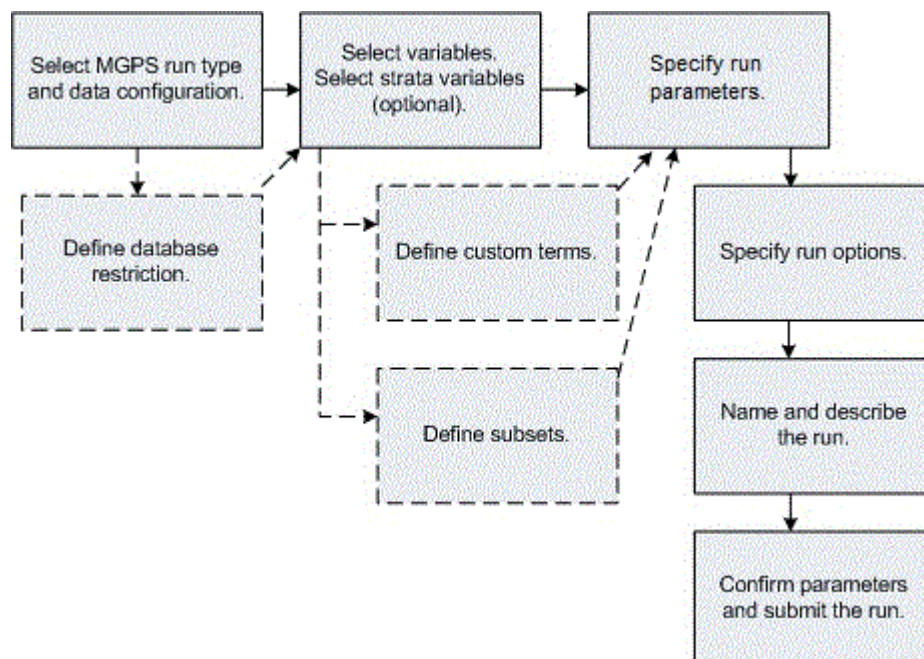 Select MGPS run type
and data configuration.
Select variables.
Select strata variables
(optional).
Specify run
parameters.
Define database
restriction.
Define custom terms.
Specify run options.
Define subsets.
Name and describe
the run.
Confirm parameters
and submit the run.